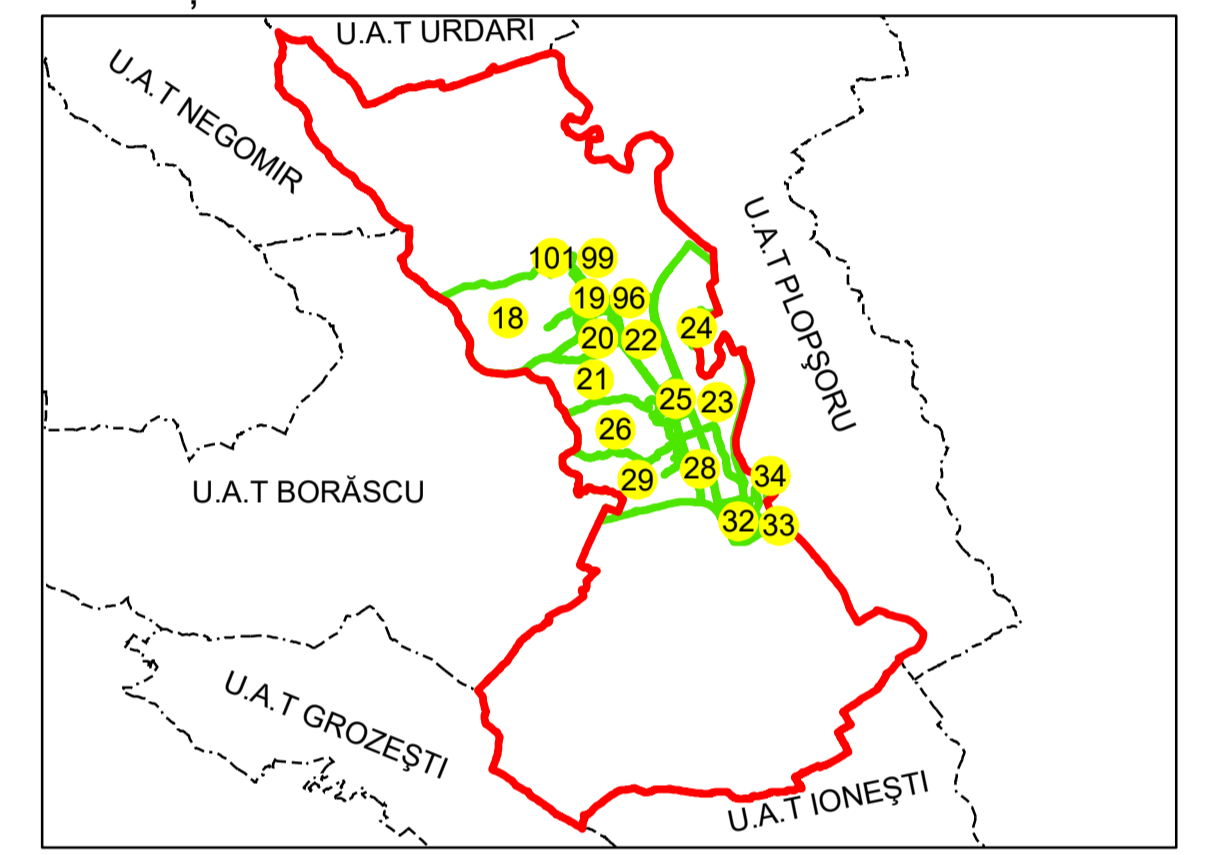 U.A.T URDARI
U.A.T NEGOMIR
U.A.T PLOPŞORU
101 99
19 96
18
20 22
24
21
25 23
26
28
34
29
32 33
U.A.T BORĂSCU
U.A.T GROZEŞTI
U.A.T IONEŞTI